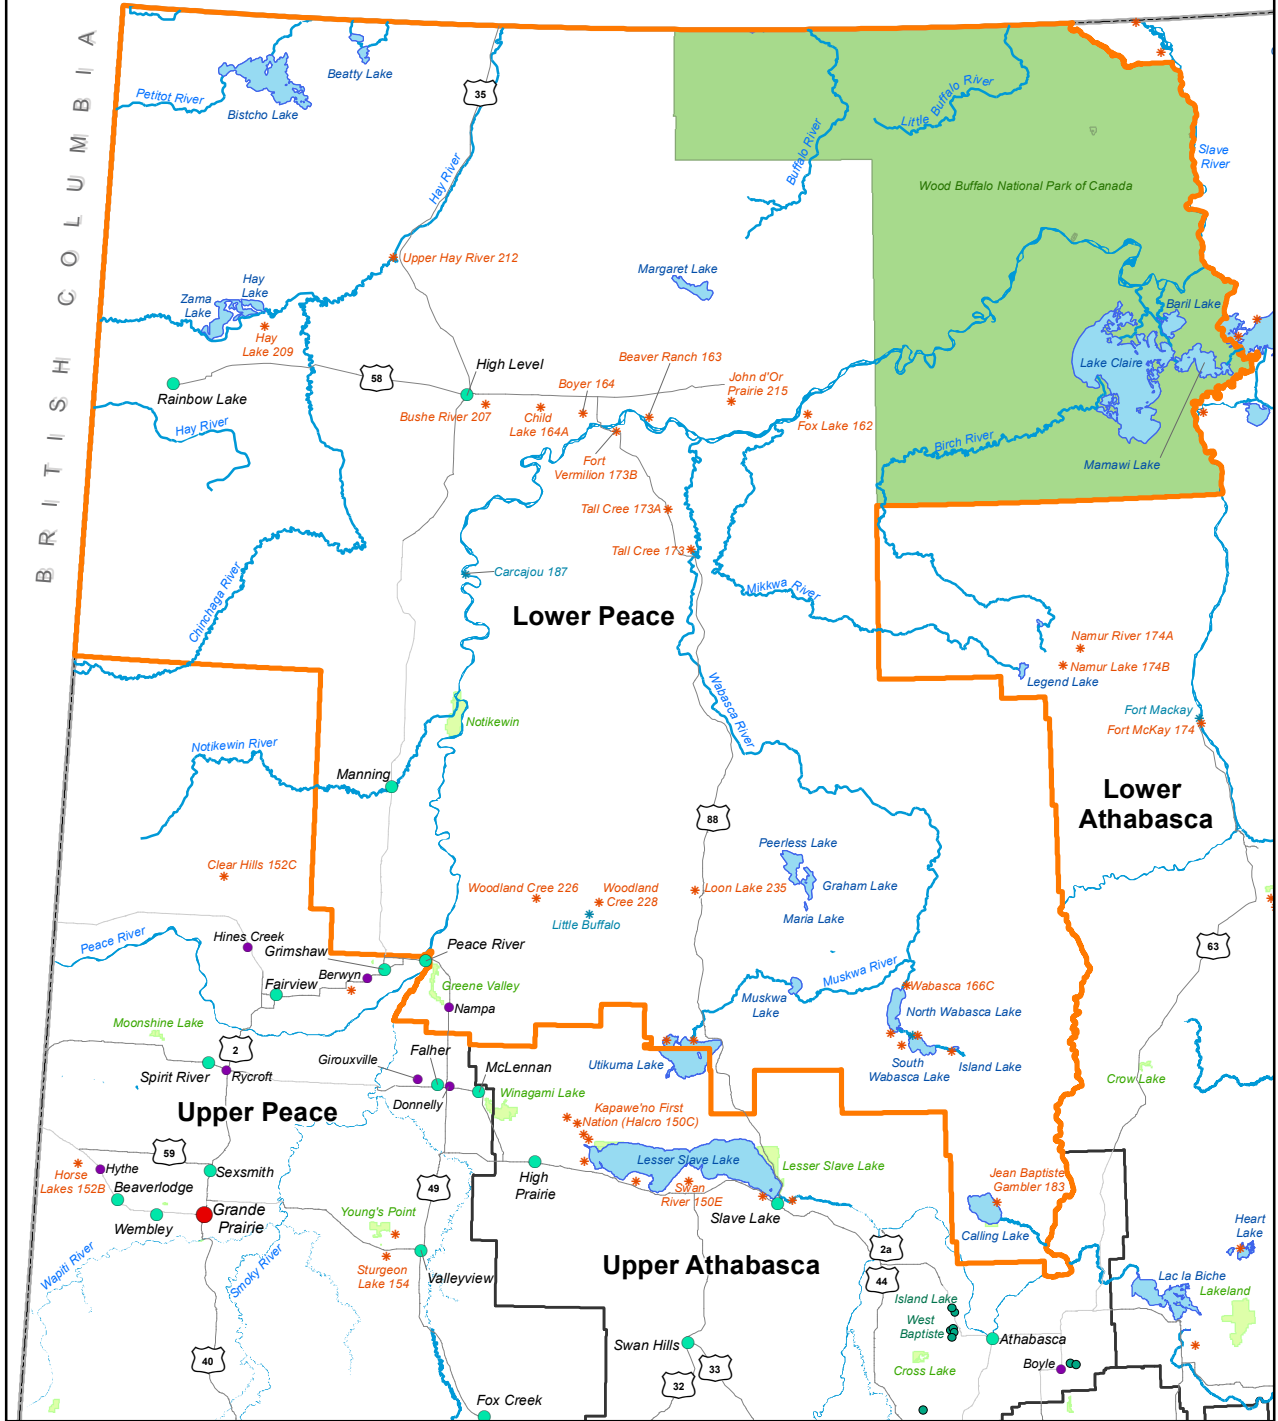 BRITISH COLUMBIA
Petitot River
Bistcho Lake
Beatty Lake
35
Hay River
Buffalo River
Little Buffalo River
Slave
River
Wood Buffalo National Park of Canada
Upper Hay River 212
Margaret Lake
Hay
Lake
Zama
Lake
Hay
Lake 209
Baril Lake
Lake Claire
Mamawi Lake
Birch River
High Level
58
Rainbow Lake
Hay River
Bushe River 207
Child
Lake 164A
Boyer 164
Beaver Ranch 163
John d'Or
Prairie 215
Fox Lake 162
Fort
Vermilion 173B
Tall Cree 173A
Tall Cree 173
Carcajou 187
Chinchaga River
Lower Peace
Mikkwa River
Namur River 174A
Namur Lake 174B
Legend Lake
Fort Mackay
Fort McKay 174
Wabasca River
Notikewin
Notikewin River
Manning
Lower
Athabasca
88
Peerless Lake
Graham Lake
Maria Lake
Clear Hills 152C
Woodland Cree 226
Woodland
Cree 228
Little Buffalo
Loon Lake 235
63
Peace River
Hines Creek
Grimshaw
Berwyn
Fairview
Peace River
Greene Valley
Nampa
Muskwa River
Muskwa
Lake
Wabasca 166C
North Wabasca Lake
South
Wabasca Lake
Island Lake
Moonshine Lake
2
Spirit River
Rycroft
Girouxville
Falher
Donnelly
McLennan
Winagami Lake
Utikuma Lake
Crow Lake
Upper Peace
Kapawe'no First
Nation (Halcro 150C)
59
Horse
Lakes 152B
Hythe
Beaverlodge
Wembley
Sexsmith
Grande
Prairie
49
High
Prairie
Lesser Slave Lake
Lesser Slave Lake
Swan
River 150E
Slave Lake
Jean Baptiste
Gambler 183
Calling Lake
Young's Point
Sturgeon
Lake 154
Valleyview
Wapiti River
Smoky River
Upper Athabasca
2a
44
Heart
Lake
Lac la Biche
Lakeland
Island Lake
West
Baptiste
Cross Lake
Athabasca
Boyle
Swan Hills
33
32
40
Fox Creek